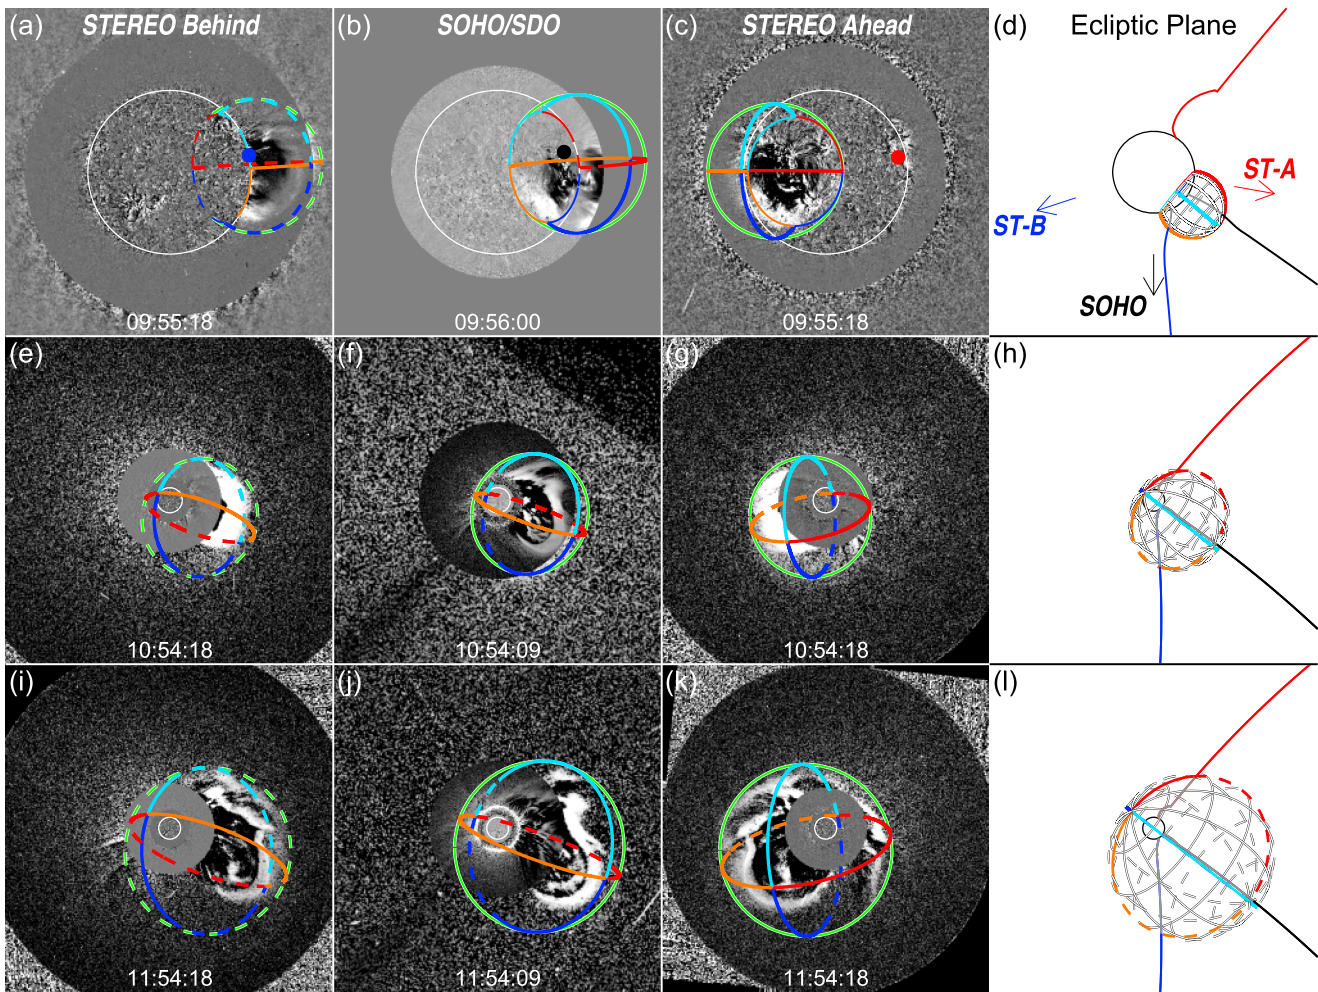 (a) STEREO Behind
(b) SOHO/SDO
(c) STEREO Ahead
(d) Ecliptic Plane
ST-A
ST-B
SOHO
09:55:18
09:56:00
09:55:18
(e)
(f)
(g)
(h)
10:54:18
10:54:09
10:54:18
(i)
(j)
(k)
(l)
11:54:18
11:54:09
11:54:18